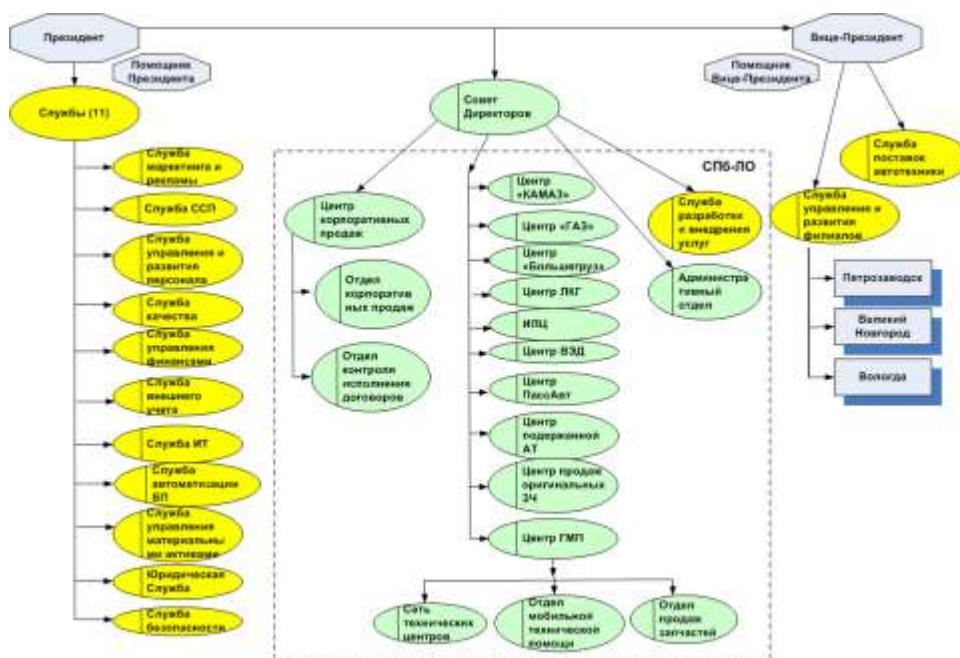 Президент
Вице-Президент
Помощник
Президента
Помощник
Вице-Президента
Службы (11)
Совет
Директоров
Служба
маркетинга и
рекламы
Служба ССП
Служба
управления и
развития
персонала
Служба
качества
Служба
управления
финансами
Служба
внешнего
учета
Служба ИТ
Служба
автоматизации
БП
Служба
управления
материальны
ми активами
Юридическая
Служба
Служба
безопасности
СПб-ЛО
Центр
корпоративных
продаж
Отдел
корпоратив
ных продаж
Отдел
контроля
исполнения
договоров
Центр
«КАМАЗ»
Центр «ГАЗ»
Центр
«Большегруз»
Центр ЛКГ
ИПЦ
Центр ВЭД
Центр
ПассАвт
Центр
подержанной
АТ
Центр продаж
оригинальных
ЗЧ
Центр ГМП
Сеть
технических
центров
Отдел
мобильной
технической
помощи
Отдел
продаж
запчастей
Служба
разработки
и внедрения
услуг
Администра
тивный
отдел
Служба
поставок
автотехники
Служба
управления и
развития
филиалов
Петрозаводск
Великий
Новгород
Вологда